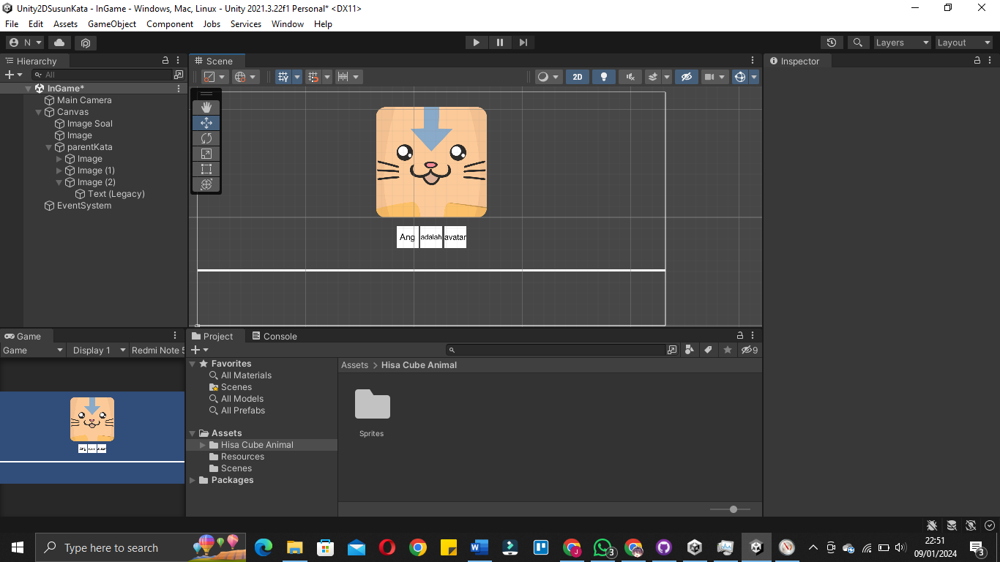 Unity2DSusunKata - InGame - Windows, Mac, Linux - Unity 2021.3.22f1 Personal* <DX11>
File Edit Assets GameObject Component Jobs Services Window Help
N Layers Layout
Hierarchy
All
InGame*
Main Camera
Canvas
Image Soal
Image
parentKata
Image
Image (1)
Image (2)
Text (Legacy)
EventSystem
Scene
2D
Ang adalah avatar
Inspector
Game
Game Display 1 Redmi Note 5
Ang
Project Console
9
Favorites
All Materials
Scenes
All Models
All Prefabs
Assets
Hisa Cube Animal
Resources
Scenes
Packages
Assets > Hisa Cube Animal
Sprites
Type here to search
3
22:51
09/01/2024
3